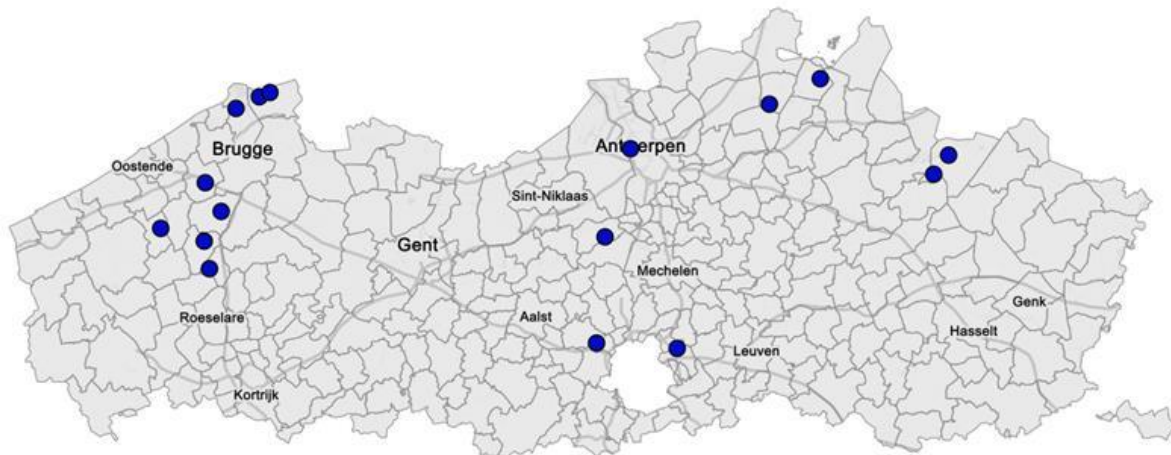 Brugge
Oostende
Antwerpen
Sint-Niklaas
Gent
Mechelen
Roeselare
Aalst
Genk
Hasselt
Leuven
Kortrijk